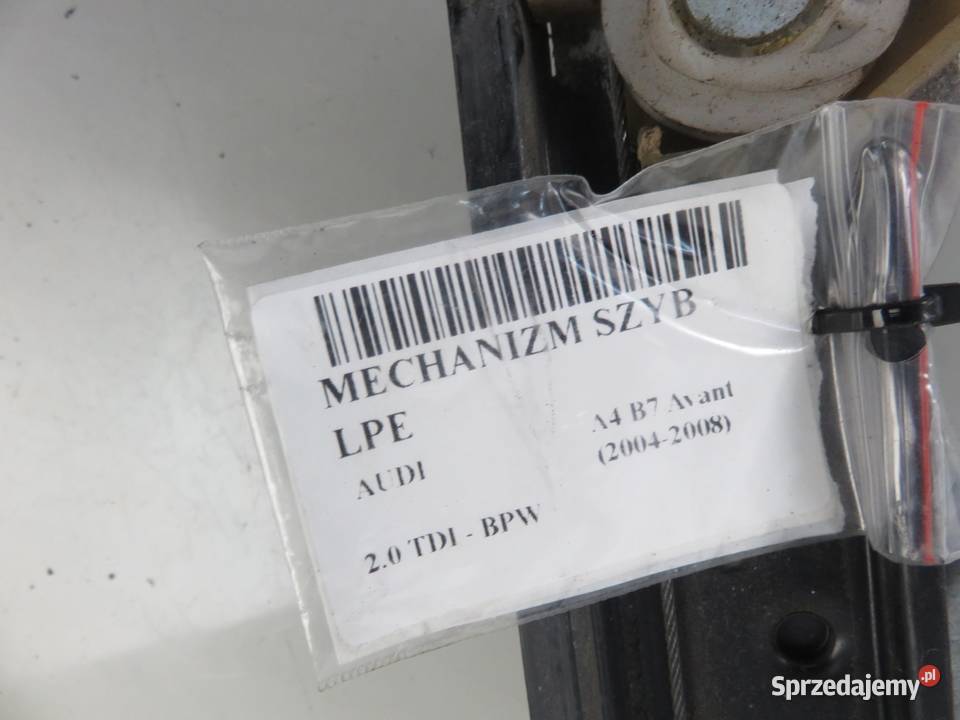 MECHANIZM SZYB
LPE
AUDI
A4 B7 Avant
(2004-2008)
2.0 TDI - BPW
Sprzedajemy.pl